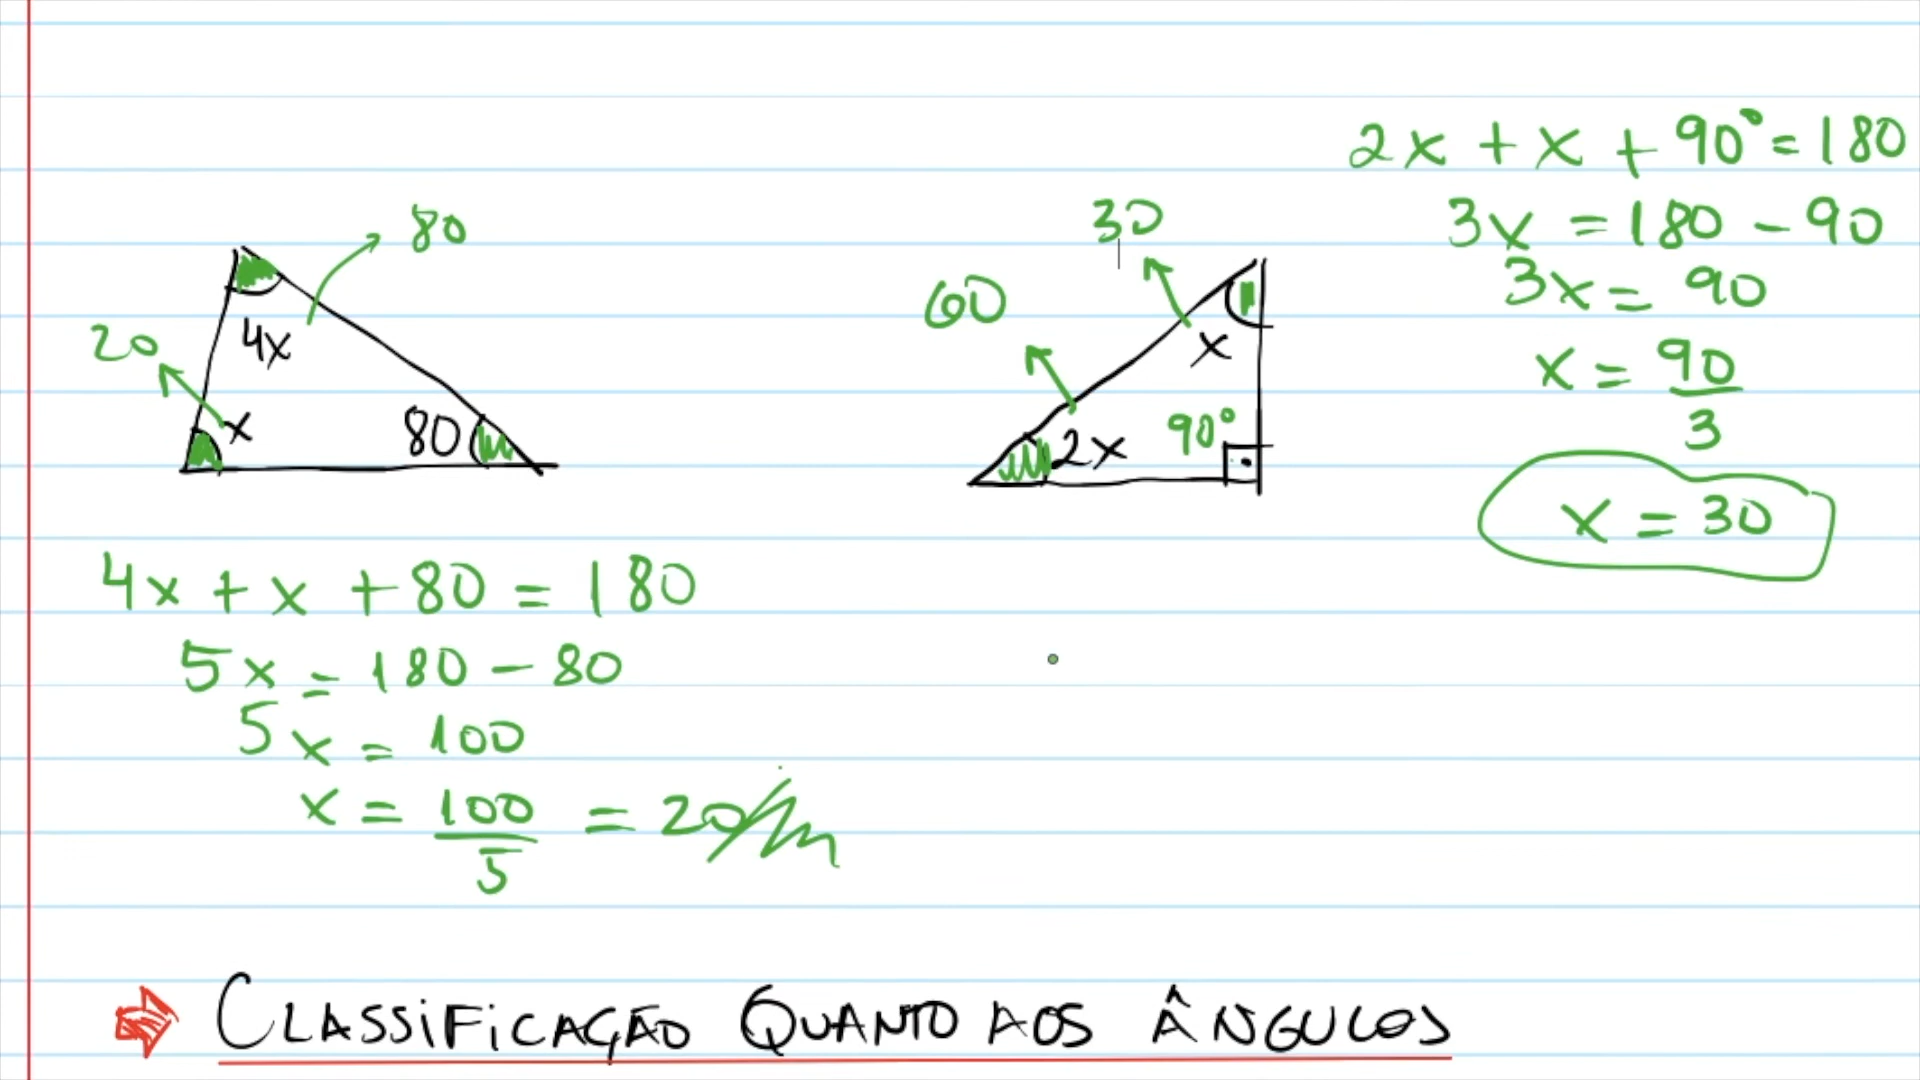 80
20
4x
x
80
4x + x + 80 = 180
5x = 180 - 80
5x = 100
x = 100/5 = 20
30
60
x
2x
90°
2x + x + 90° = 180
3x = 180 - 90
3x = 90
x = 90/3
x = 30
CLASSIFICAÇÃO QUANTO AOS ÂNGULOS